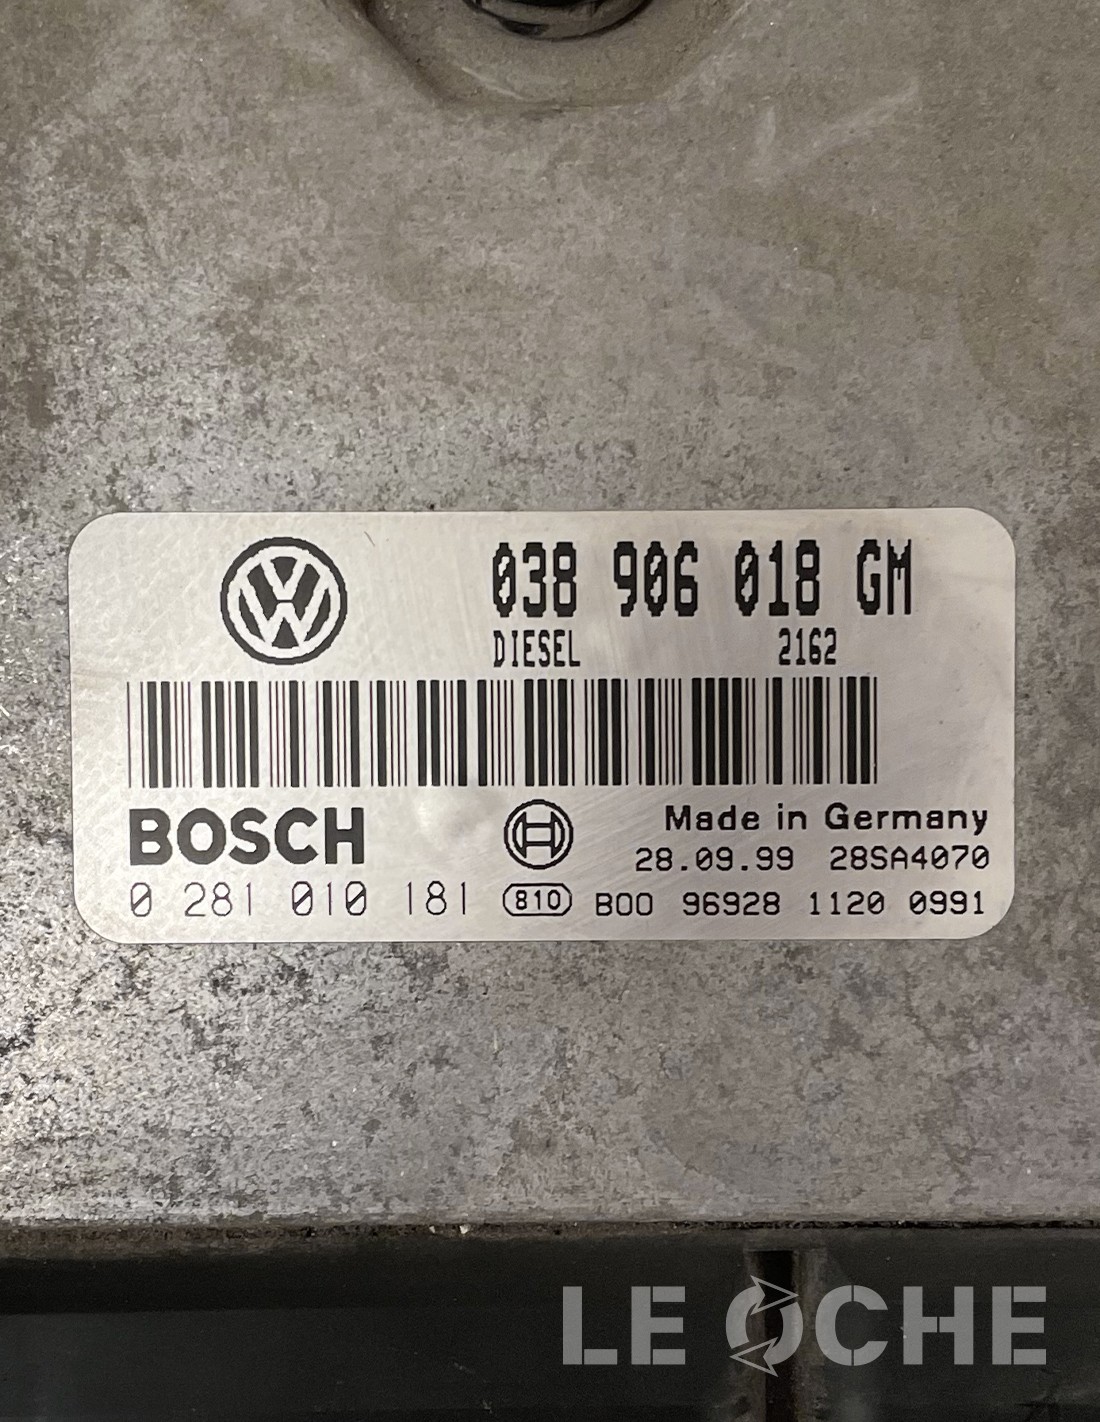 038 906 018 GM
DIESEL 2162
BOSCH
Made in Germany
28.09.99 28SA4070
0 281 010 181 810 B00 96928 1120 0991
LE OCHE